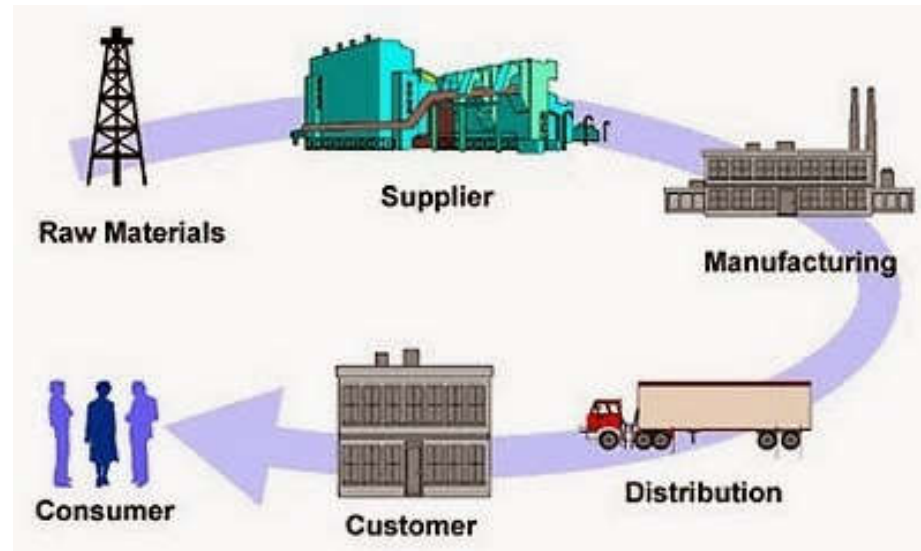 Raw Materials
Supplier
Manufacturing
Distribution
Customer
Consumer